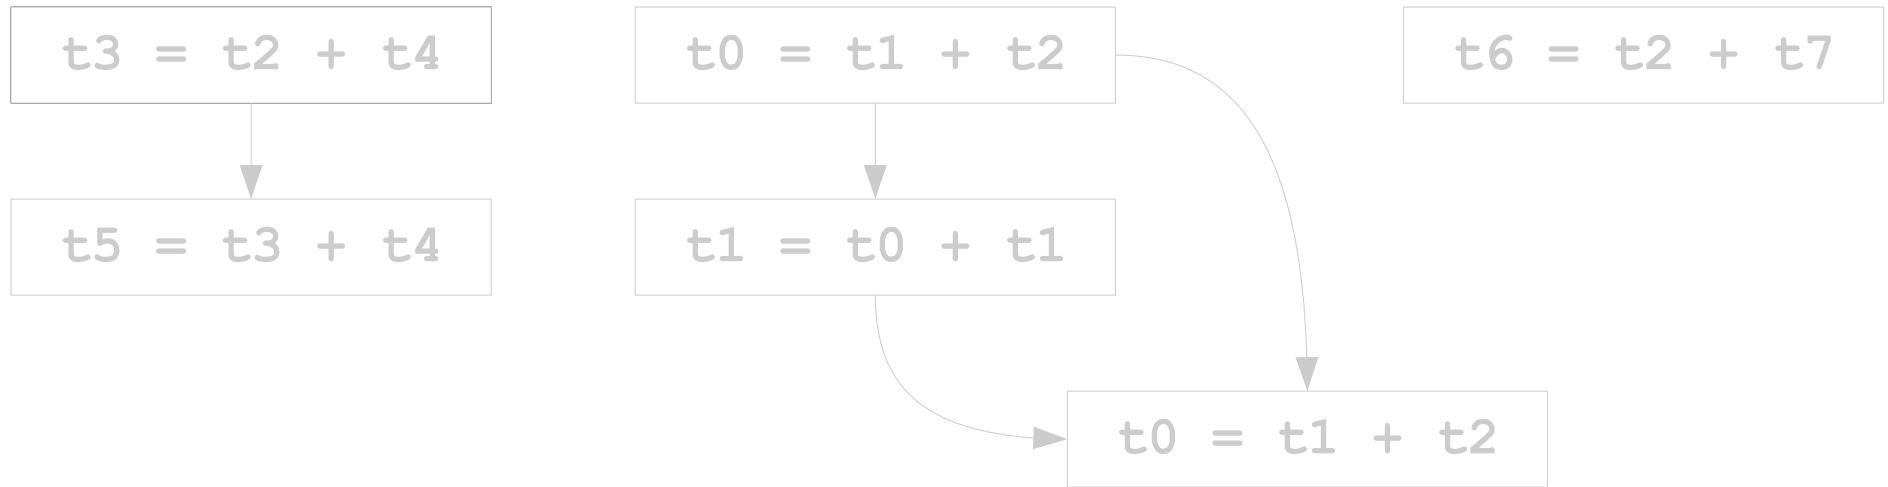 t3 = t2 + t4
t0 = t1 + t2
t6 = t2 + t7
t5 = t3 + t4
t1 = t0 + t1
t0 = t1 + t2